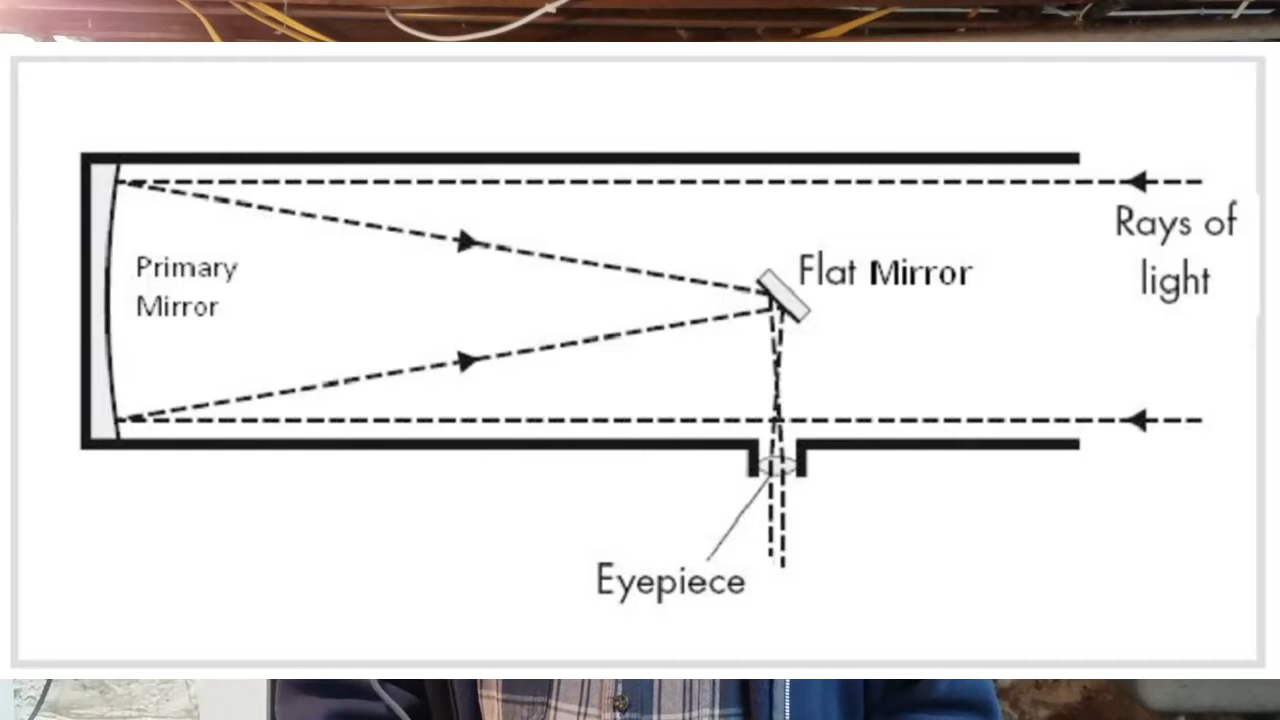 Rays of
light
Flat Mirror
Primary
Mirror
Eyepiece